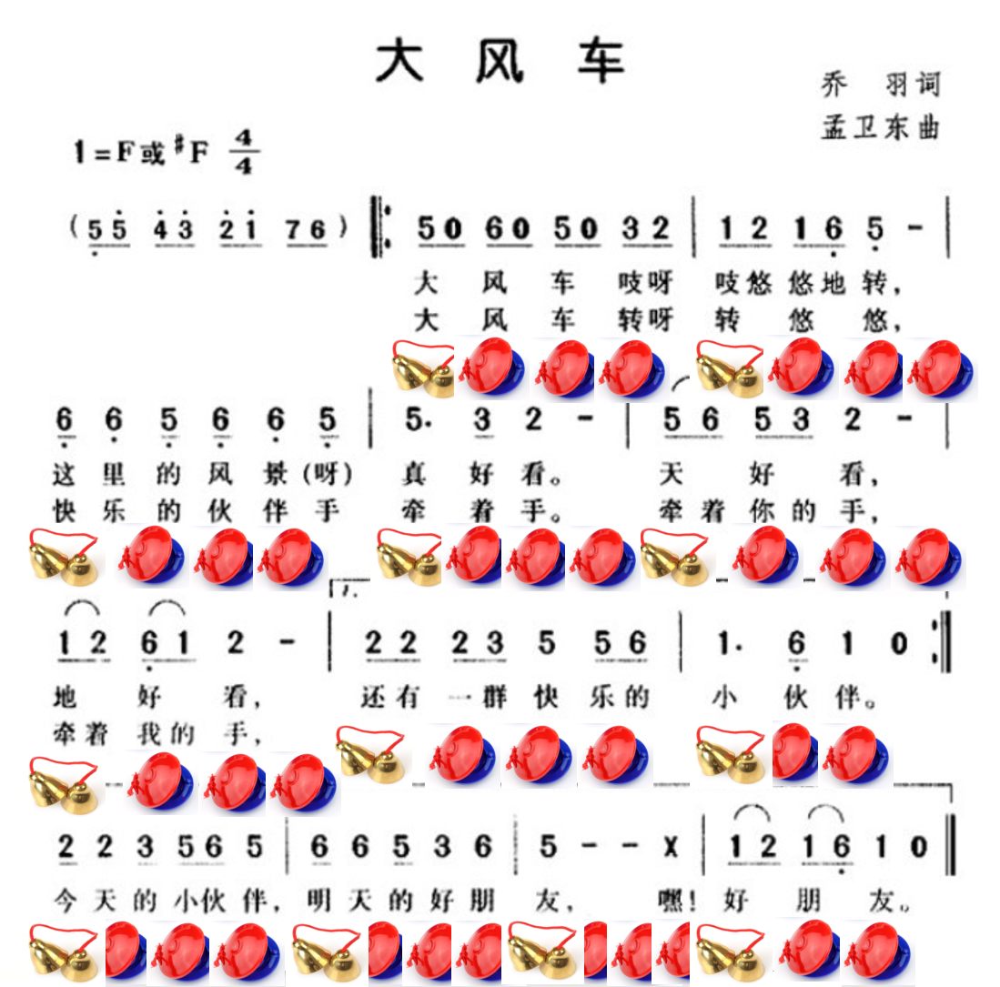 大风车
乔 羽词
孟卫东曲
1=F或#F 4/4
(55 43 21 76) 50 60 50 32 12 16 5 -
大 风 车 吱呀 吱悠 悠地 转,
大 风 车 转呀 转 悠 悠,
6 6 5 6 6 5 5· 3 2 - 56 53 2 -
这 里 的 风 景 (呀) 真 好 看。 天 好 看,
快 乐 的 伙 伴 手 牵 着 手。 牵 着 你 的 手,
1.
12 61 2 - 22 23 5 56 1· 6 1 0
地 好 看, 还有 一群 快 乐的 小 伙 伴。
牵着 我的 手,
2 2 3 56 5 6 6 5 3 6 5 - - X 12 16 1 0
今 天 的 小伙 伴, 明 天 的 好 朋 友, 嘿! 好 朋 友。